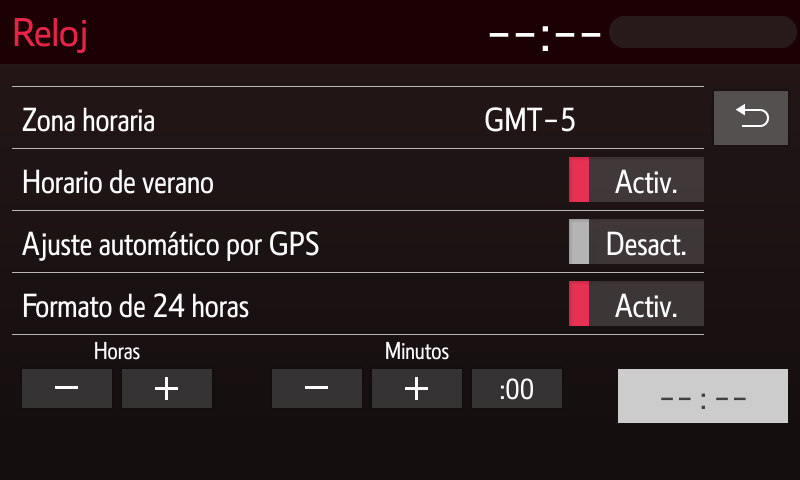 Reloj --:--
Zona horaria GMT-5
Horario de verano Activ.
Ajuste automático por GPS Desact.
Formato de 24 horas Activ.
Horas Minutos
− + − + :00 --:--